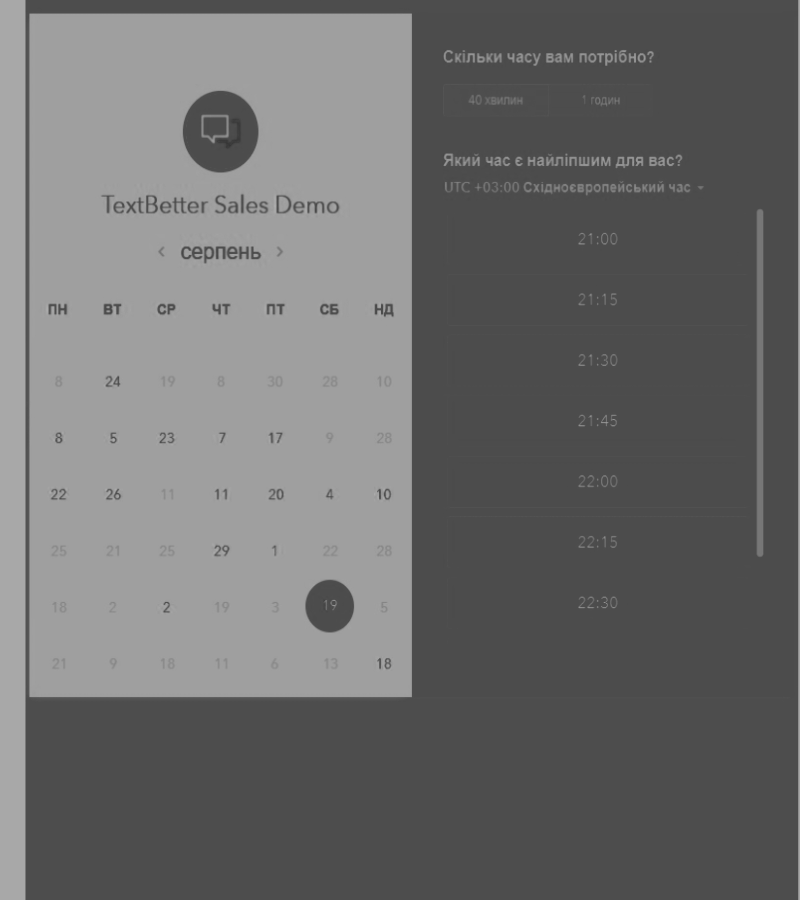 TextBetter Sales Demo
‹ серпень ›
ПН ВТ СР ЧТ ПТ СБ НД
8 24 19 8 30 28 10
8 5 23 7 17 9 28
22 26 11 11 20 4 10
25 21 25 29 1 22 28
18 2 2 19 3 19 5
21 9 18 11 6 13 18
Скільки часу вам потрібно?
40 хвилин 1 годин
Який час є найліпшим для вас?
UTC +03:00 Східноєвропейський час
21:00
21:15
21:30
21:45
22:00
22:15
22:30